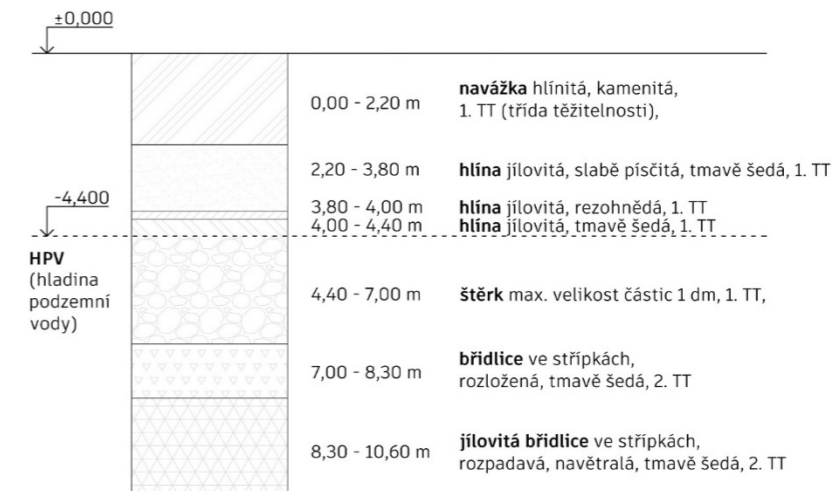 ±0,000
0,00 - 2,20 m
navážka hlínitá, kamenitá,
1. TT (třída těžitelnosti),
2,20 - 3,80 m
hlína jílovitá, slabě písčitá, tmavě šedá, 1. TT
-4,400
3,80 - 4,00 m
hlína jílovitá, rezohnědá, 1. TT
4,00 - 4,40 m
hlína jílovitá, tmavě šedá, 1. TT
HPV
(hladina
podzemní
vody)
4,40 - 7,00 m
štěrk max. velikost částic 1 dm, 1. TT,
7,00 - 8,30 m
břidlice ve střípkách,
rozložená, tmavě šedá, 2. TT
8,30 - 10,60 m
jílovitá břidlice ve střípkách,
rozpadavá, navětralá, tmavě šedá, 2. TT